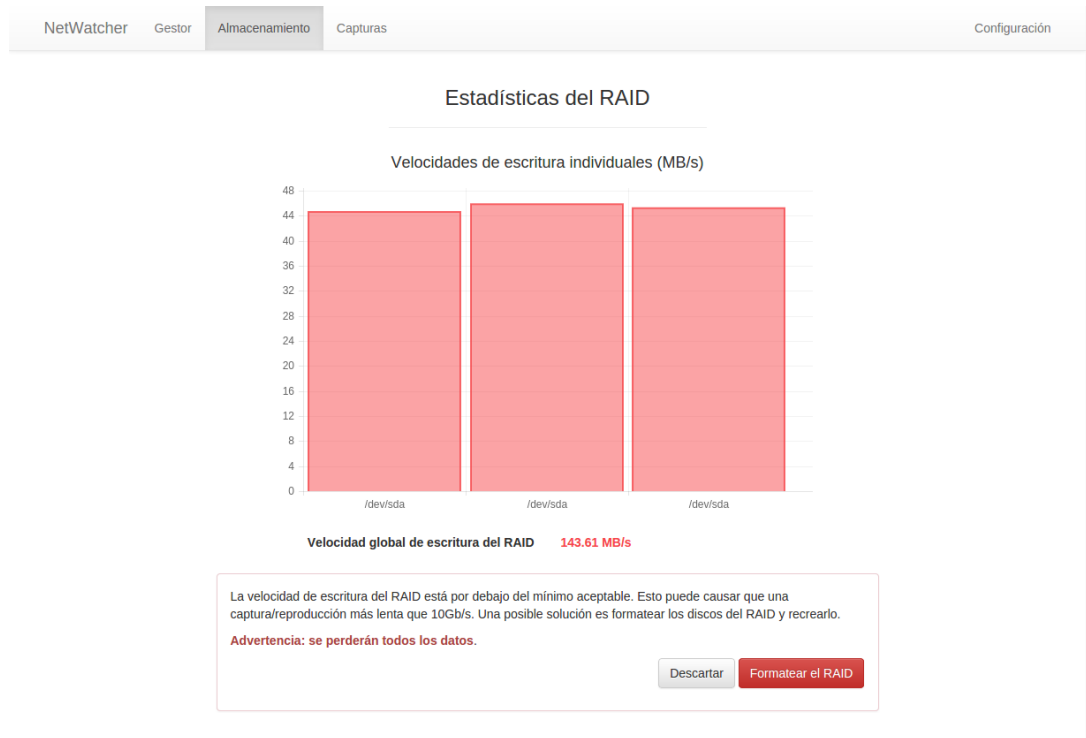 NetWatcher Gestor Almacenamiento Capturas Configuración
Estadísticas del RAID
Velocidades de escritura individuales (MB/s)
48
44
40
36
32
28
24
20
16
12
8
4
0
/dev/sda /dev/sda /dev/sda
Velocidad global de escritura del RAID 143.61 MB/s
La velocidad de escritura del RAID está por debajo del mínimo aceptable. Esto puede causar que una
captura/reproducción más lenta que 10Gb/s. Una posible solución es formatear los discos del RAID y recrearlo.
Advertencia: se perderán todos los datos.
Descartar Formatear el RAID